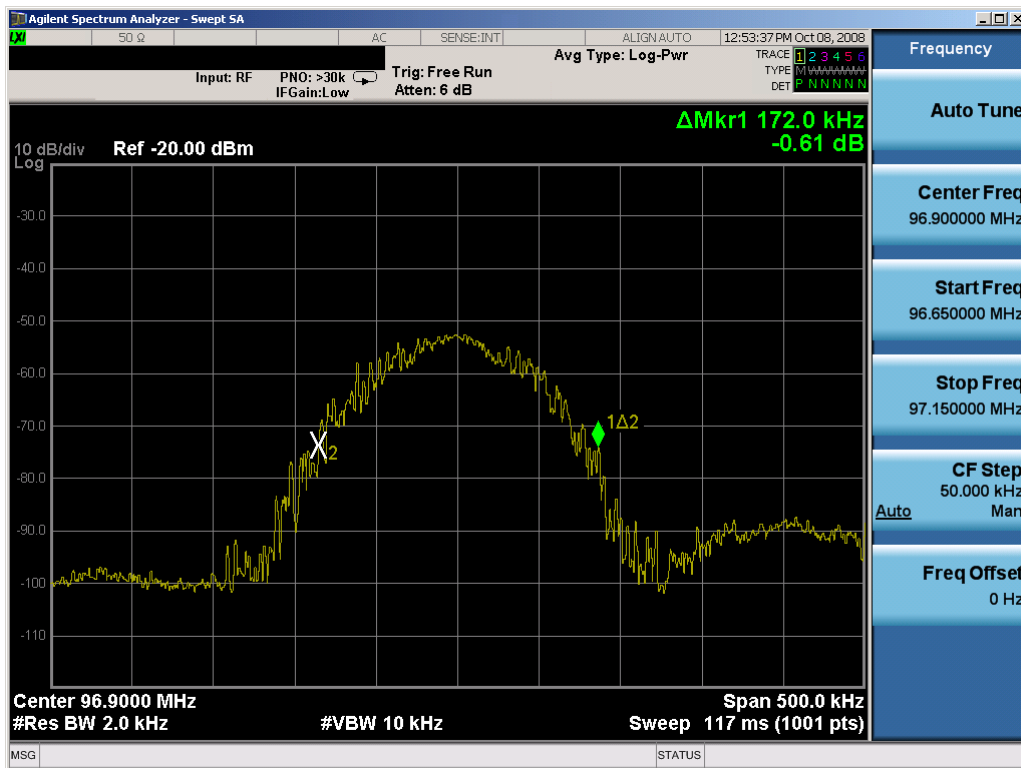 Agilent Spectrum Analyzer - Swept SA
LXI 50 Ω AC SENSE:INT ALIGN AUTO 12:53:37 PM Oct 08, 2008
Input: RF PNO: >30k Trig: Free Run Avg Type: Log-Pwr TRACE 1 2 3 4 5 6
IFGain:Low Atten: 6 dB TYPE M WWWWW
DET P N N N N N
ΔMkr1 172.0 kHz
-0.61 dB
10 dB/div Ref -20.00 dBm
Log
-30.0
-40.0
-50.0
-60.0
-70.0
-80.0
-90.0
-100
-110
2
1Δ2
Center 96.9000 MHz Span 500.0 kHz
#Res BW 2.0 kHz #VBW 10 kHz Sweep 117 ms (1001 pts)
MSG STATUS
Frequency
Auto Tune
Center Freq
96.900000 MHz
Start Freq
96.650000 MHz
Stop Freq
97.150000 MHz
CF Step
50.000 kHz
Auto Man
Freq Offset
0 Hz